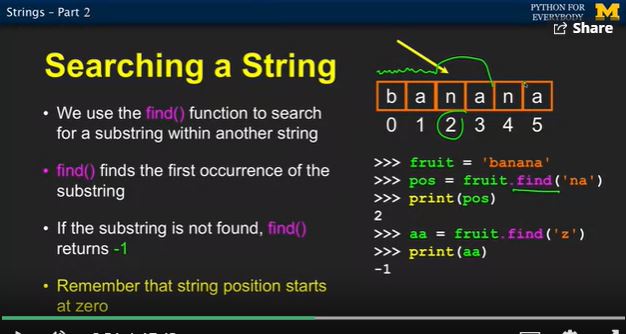 Strings - Part 2
PYTHON FOR
EVERYBODY
Share
Searching a String
• We use the find() function to search
for a substring within another string
• find() finds the first occurrence of the
substring
• If the substring is not found, find()
returns -1
• Remember that string position starts
at zero
b a n a n a
0 1 2 3 4 5
>>> fruit = 'banana'
>>> pos = fruit.find('na')
>>> print(pos)
2
>>> aa = fruit.find('z')
>>> print(aa)
-1